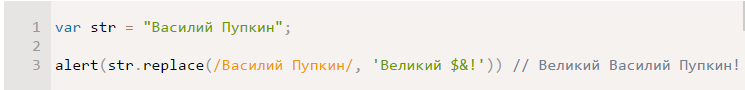 1 var str = "Василий Пупкин";
2
3 alert(str.replace(/Василий Пупкин/, 'Великий $&!')) // Великий Василий Пупкин!